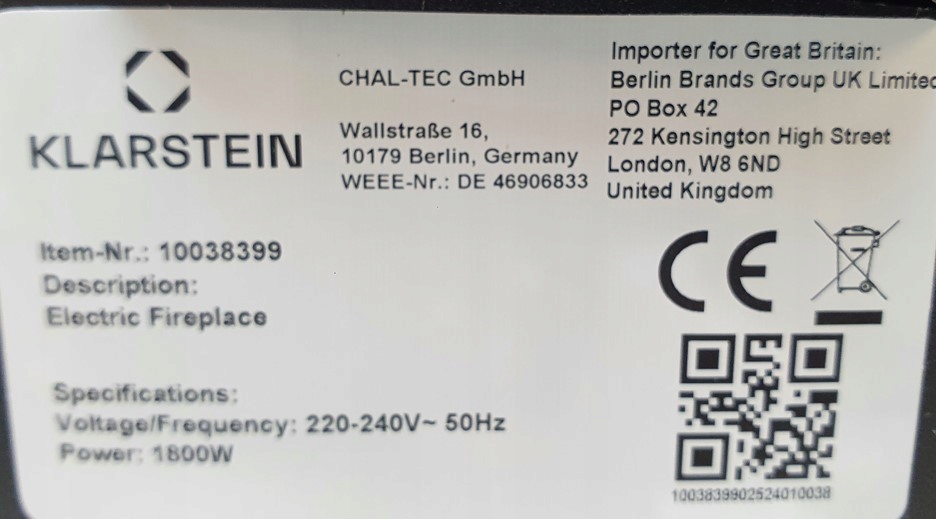 KLARSTEIN
CHAL-TEC GmbH
Wallstraße 16,
10179 Berlin, Germany
WEEE-Nr.: DE 46906833
Importer for Great Britain:
Berlin Brands Group UK Limited
PO Box 42
272 Kensington High Street
London, W8 6ND
United Kingdom
Item-Nr.: 10038399
Description:
Electric Fireplace
Specifications:
Voltage/Frequency: 220-240V~ 50Hz
Power: 1800W
CE
1003839902524010038